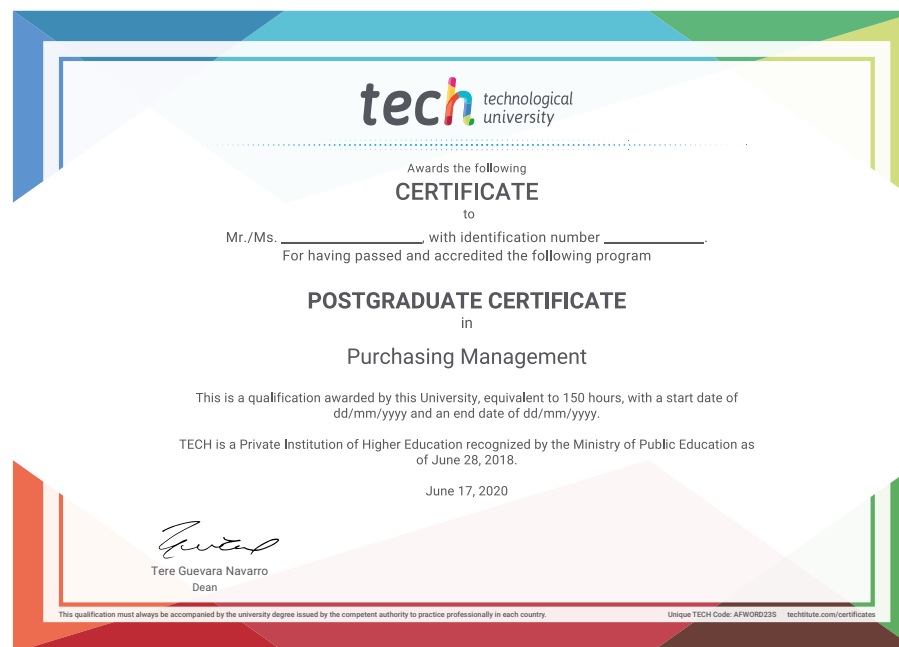 tech technological
university
Awards the following
CERTIFICATE
to
Mr./Ms. ________________, with identification number ____________.
For having passed and accredited the following program
POSTGRADUATE CERTIFICATE
in
Purchasing Management
This is a qualification awarded by this University, equivalent to 150 hours, with a start date of
dd/mm/yyyy and an end date of dd/mm/yyyy.
TECH is a Private Institution of Higher Education recognized by the Ministry of Public Education as
of June 28, 2018.
June 17, 2020
Tere Guevara Navarro
Dean
This qualification must always be accompanied by the university degree issued by the competent authority to practice professionally in each country. Unique TECH Code: AFWORD23S techtitute.com/certificates